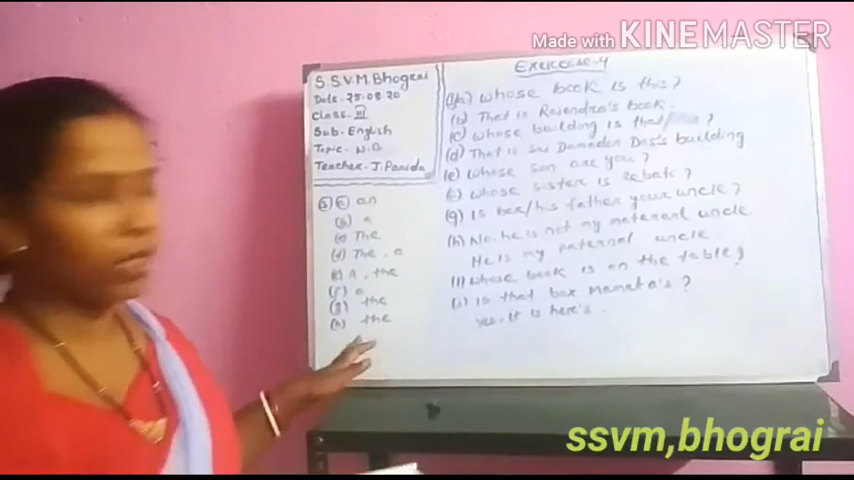 Made with KINEMASTER
S.S.V.M. Bhograi
Date- 25.08.20
Class- III
Sub- English
Topic- N.B
Teacher- J. Parida
(5) (a) an
(b) a
(c) The
(d) The, a
(e) A, the
(f) a
(g) the
(h) the
Exercise-4
(a) whose book is this?
(b) That is Rajendra's book.
(c) whose building is that ?
(d) That is Sri Damodar Das's building
(e) whose son are you?
(f) whose sister is Rebati?
(g) Is her/his father your uncle?
(h) No. he is not my maternal uncle.
He is my paternal uncle.
(i) whose book is on the table?
(j) is that box Manaka's?
yes. It is here's.
ssvm,bhograi